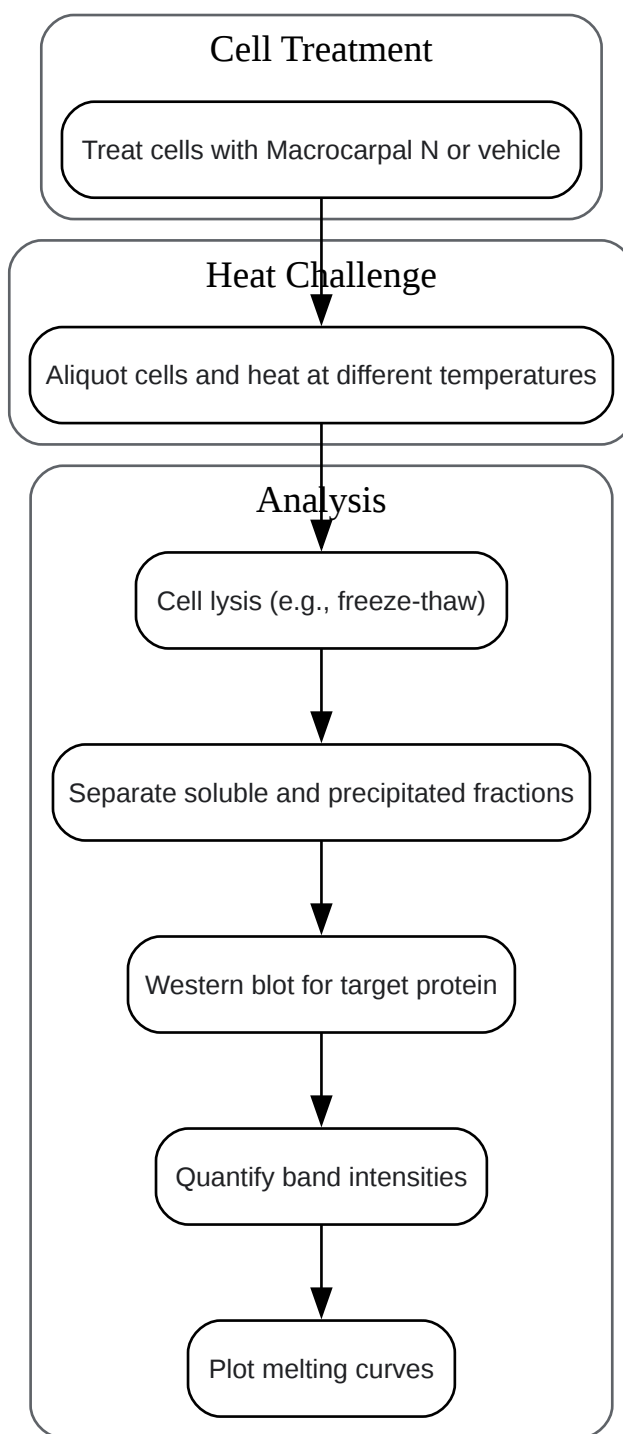 Cell Treatment
Treat cells with Macrocarpal N or vehicle
Heat Challenge
Aliquot cells and heat at different temperatures
Analysis
Cell lysis (e.g., freeze-thaw)
Separate soluble and precipitated fractions
Western blot for target protein
Quantify band intensities
Plot melting curves